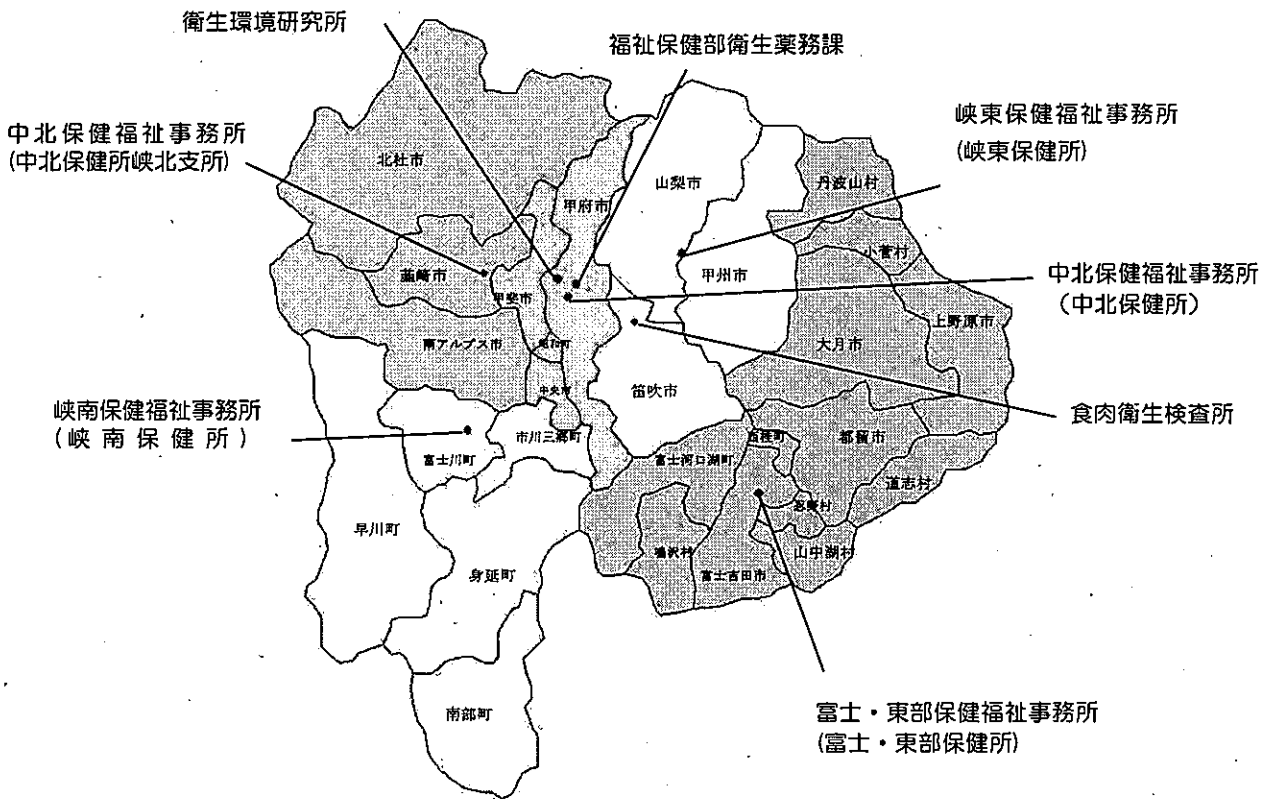 衛生環境研究所
福祉保健部衛生薬務課
中北保健福祉事務所
(中北保健所峡北支所)
峡東保健福祉事務所
(峡東保健所)
北杜市
山梨市
丹波山村
甲府市
小菅村
韮崎市
甲州市
中北保健福祉事務所
(中北保健所)
甲斐市
上野原市
南アルプス市
昭和町
大月市
中央市
笛吹市
峡南保健福祉事務所
(峡南保健所)
食肉衛生検査所
市川三郷町
西桂町
都留市
富士川町
富士河口湖町
道志村
忍野村
早川町
鳴沢村
山中湖村
身延町
富士吉田市
南部町
富士・東部保健福祉事務所
(富士・東部保健所)